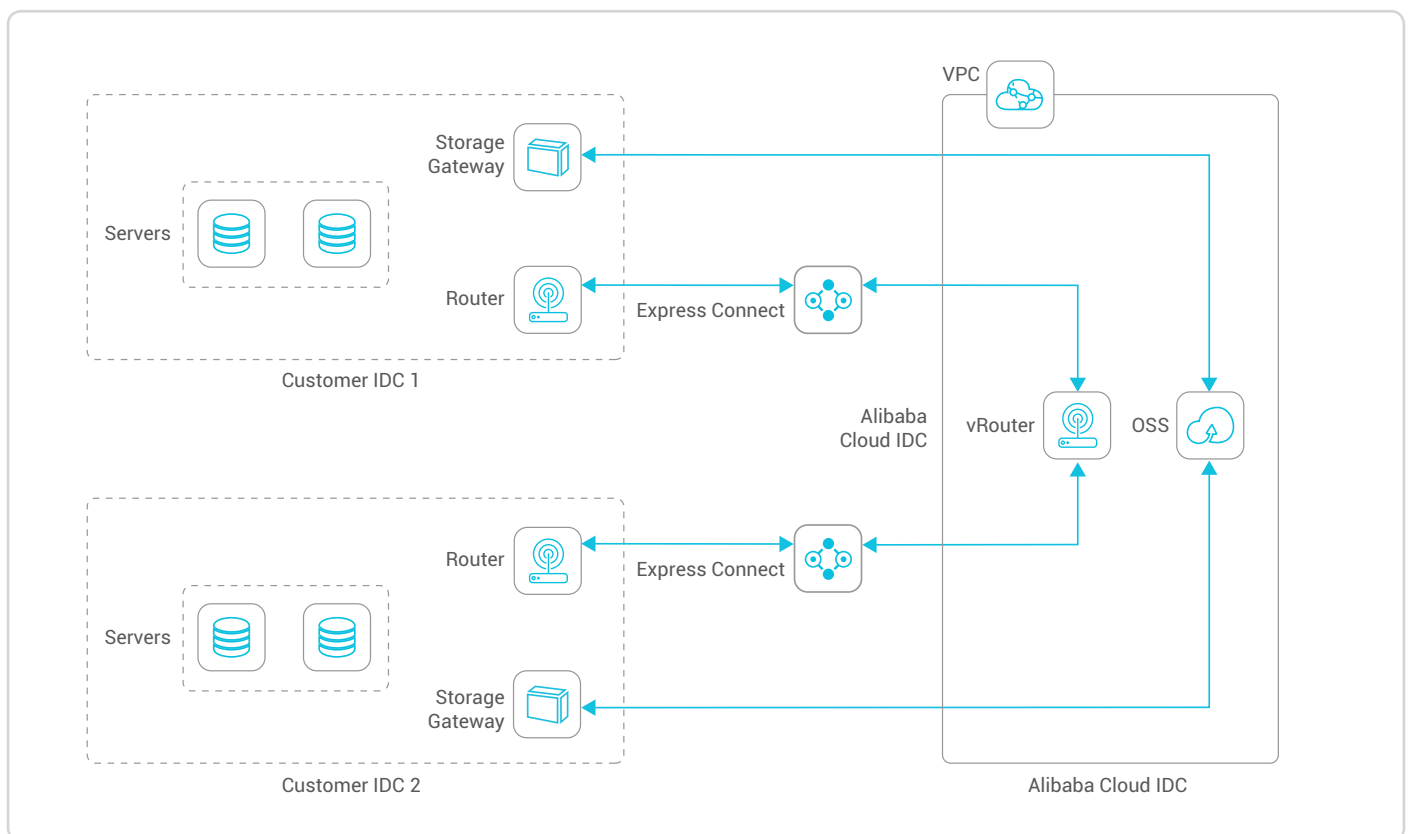 VPC
Storage
Gateway
Servers
Router
Express Connect
Customer IDC 1
Alibaba
Cloud IDC
vRouter
OSS
Router
Express Connect
Servers
Storage
Gateway
Customer IDC 2
Alibaba Cloud IDC